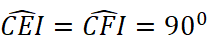 $\widehat{CEI} = \widehat{CFI} = 90^0$